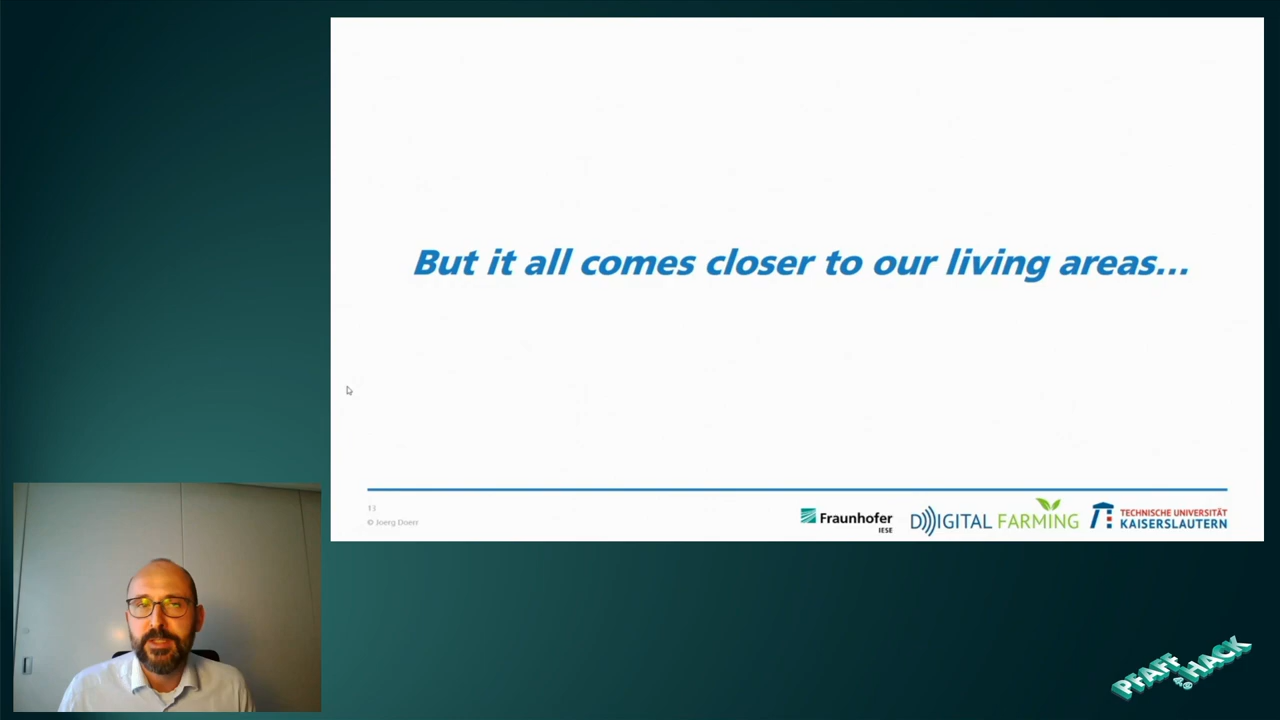 But it all comes closer to our living areas...
13
© Joerg Doerr
Fraunhofer
IESE
DIGITAL FARMING
TECHNISCHE UNIVERSITÄT
KAISERSLAUTERN
PFAFF
HACK